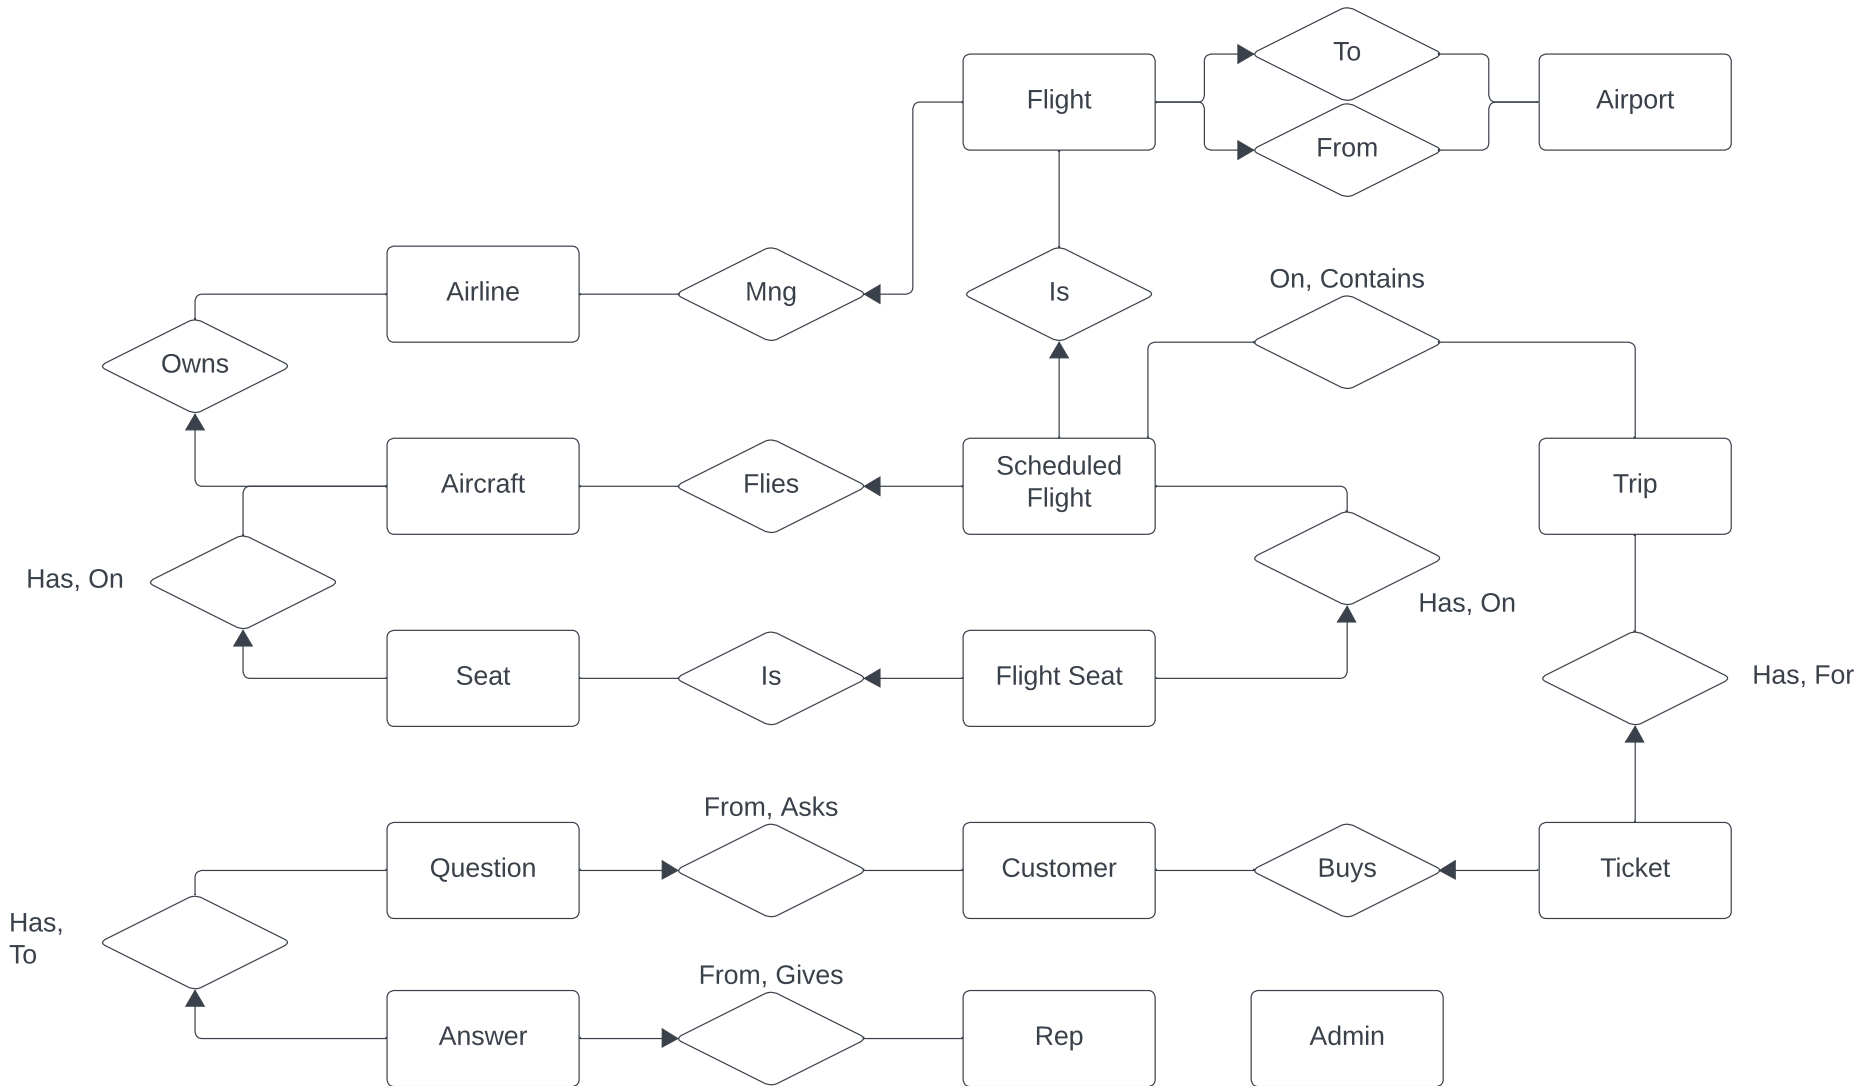 To
Flight
Airport
From
On, Contains
Airline
Mng
Is
Owns
Scheduled
Flight
Aircraft
Flies
Trip
Has, On
Has, On
Seat
Is
Flight Seat
Has, For
From, Asks
Question
Customer
Buys
Ticket
Has,
To
From, Gives
Answer
Rep
Admin